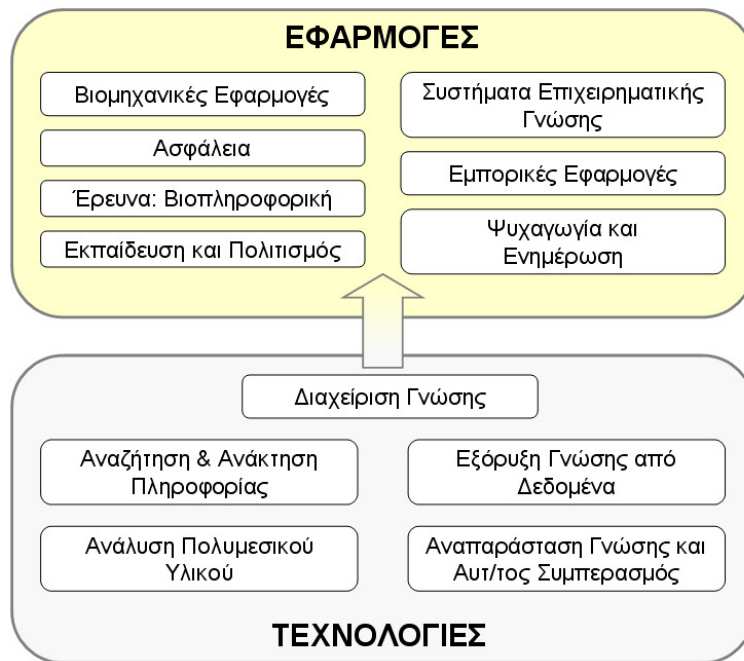 ΕΦΑΡΜΟΓΕΣ
Βιομηχανικές Εφαρμογές
Ασφάλεια
Έρευνα: Βιοπληροφορική
Εκπαίδευση και Πολιτισμός
Συστήματα Επιχειρηματικής
Γνώσης
Εμπορικές Εφαρμογές
Ψυχαγωγία και
Ενημέρωση
Διαχείριση Γνώσης
Αναζήτηση & Ανάκτηση
Πληροφορίας
Εξόρυξη Γνώσης από
Δεδομένα
Ανάλυση Πολυμεσικού
Υλικού
Αναπαράσταση Γνώσης και
Αυτ/τος Συμπερασμός
ΤΕΧΝΟΛΟΓΙΕΣ